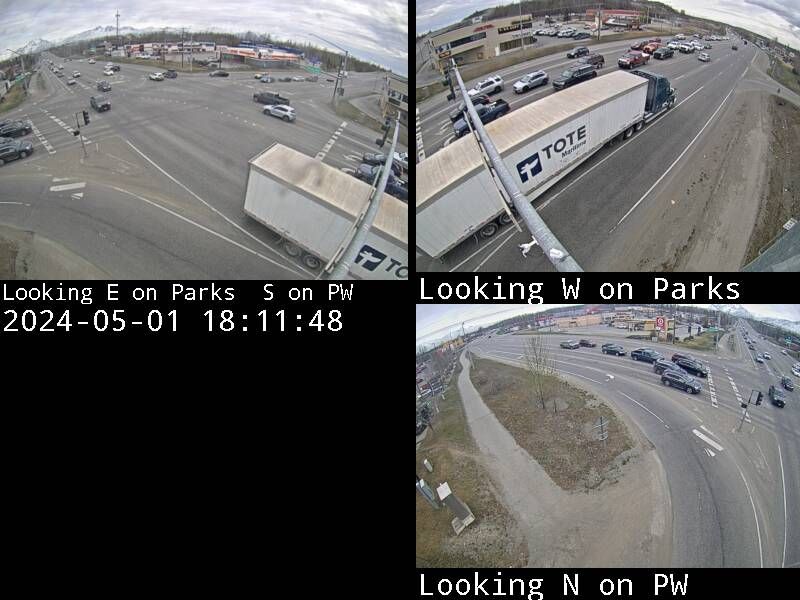 TOTE
Looking E on Parks  S on PW
2024-05-01 18:11:48
TOTE
Maritime
Looking W on Parks
Looking N on PW